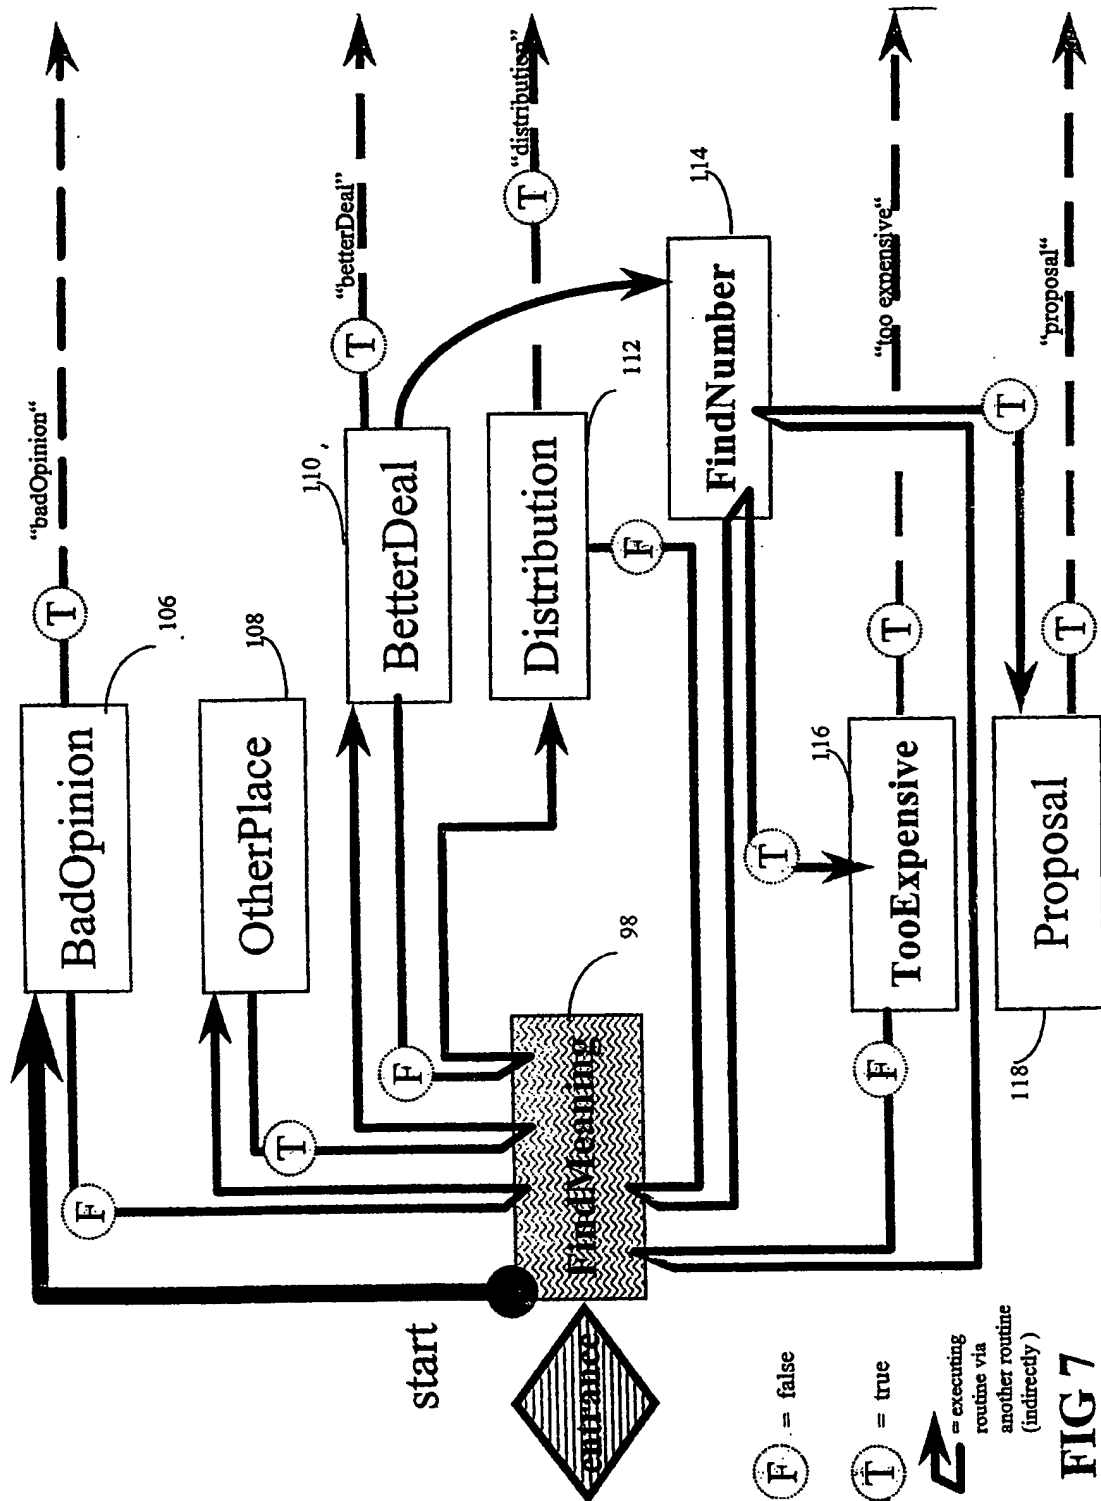 "badOpinion“
T
106
BadOpinion
F
108
OtherPlace
T
"betterDeal”
T
110
BetterDeal
F
“distribution”
T
112
Distribution
F
114
FindNumber
T
T
98
FindMeaning
start
entrance
“too expensive“
T
116
TooExpensive
F
“proposal“
T
118
Proposal
F = false
T = true
= executing
routine via
another routine
(indirectly )
FIG 7